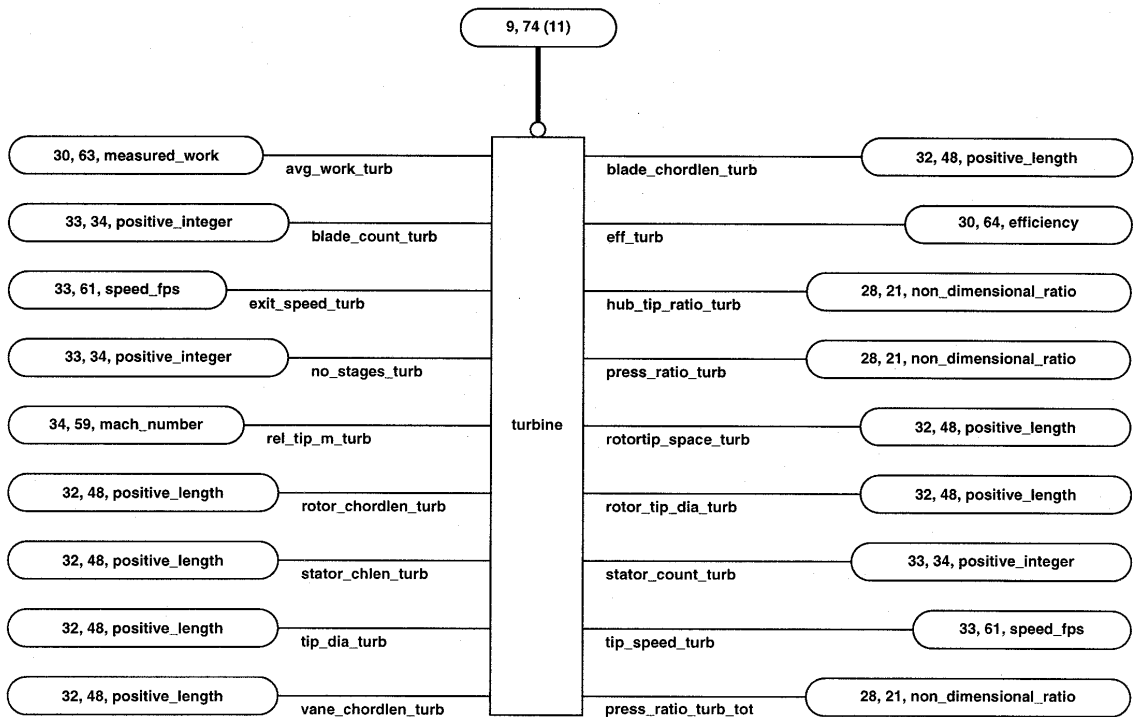 9, 74 (11)
30, 63, measured_work
avg_work_turb
blade_chordlen_turb
32, 48, positive_length
33, 34, positive_integer
blade_count_turb
eff_turb
30, 64, efficiency
33, 61, speed_fps
exit_speed_turb
hub_tip_ratio_turb
28, 21, non_dimensional_ratio
33, 34, positive_integer
no_stages_turb
press_ratio_turb
28, 21, non_dimensional_ratio
34, 59, mach_number
rel_tip_m_turb
turbine
rotortip_space_turb
32, 48, positive_length
32, 48, positive_length
rotor_chordlen_turb
rotor_tip_dia_turb
32, 48, positive_length
32, 48, positive_length
stator_chlen_turb
stator_count_turb
33, 34, positive_integer
32, 48, positive_length
tip_dia_turb
tip_speed_turb
33, 61, speed_fps
32, 48, positive_length
vane_chordlen_turb
press_ratio_turb_tot
28, 21, non_dimensional_ratio